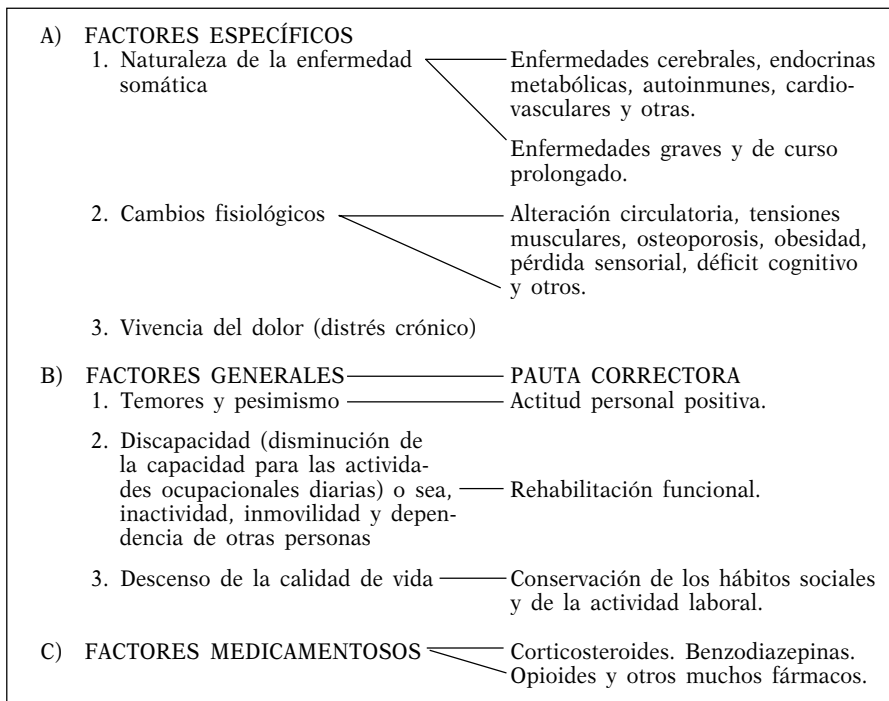 A) FACTORES ESPECÍFICOS
1. Naturaleza de la enfermedad
somática
Enfermedades cerebrales, endocrinas
metabólicas, autoinmunes, cardio-
vasculares y otras.
Enfermedades graves y de curso
prolongado.
2. Cambios fisiológicos
Alteración circulatoria, tensiones
musculares, osteoporosis, obesidad,
pérdida sensorial, déficit cognitivo
y otros.
3. Vivencia del dolor (distrés crónico)
B) FACTORES GENERALES
PAUTA CORRECTORA
1. Temores y pesimismo
Actitud personal positiva.
2. Discapacidad (disminución de
la capacidad para las activida-
des ocupacionales diarias) o sea,
inactividad, inmovilidad y depen-
dencia de otras personas
Rehabilitación funcional.
3. Descenso de la calidad de vida
Conservación de los hábitos sociales
y de la actividad laboral.
C) FACTORES MEDICAMENTOSOS
Corticosteroides. Benzodiazepinas.
Opioides y otros muchos fármacos.